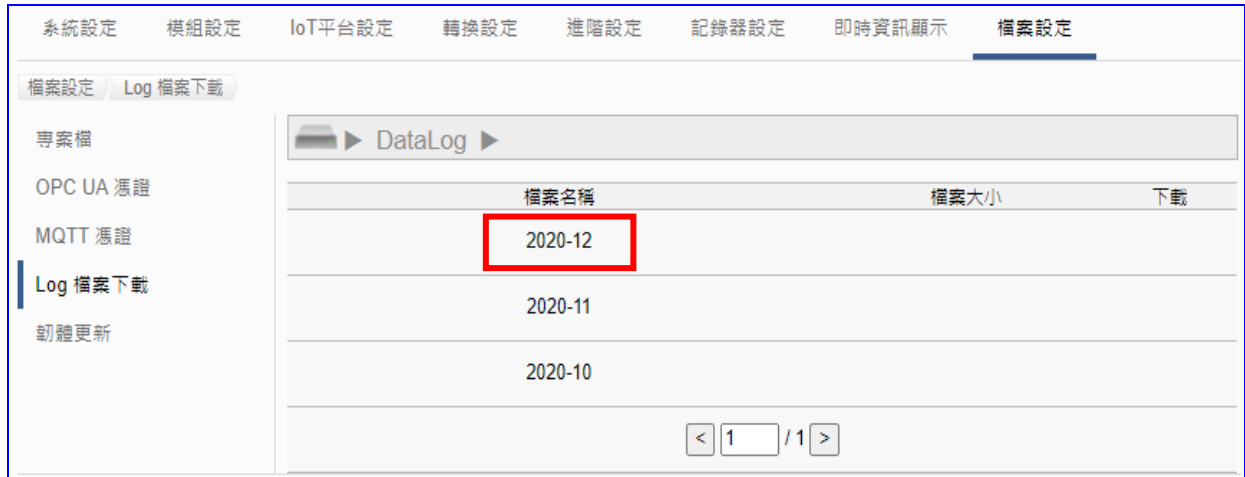 系統設定 模組設定 IoT平台設定 轉換設定 進階設定 記錄器設定 即時資訊顯示 檔案設定
檔案設定 Log 檔案下載
專案檔
OPC UA 憑證
MQTT 憑證
Log 檔案下載
韌體更新
DataLog
檔案名稱 檔案大小 下載
2020-12
2020-11
2020-10
< 1 / 1 >